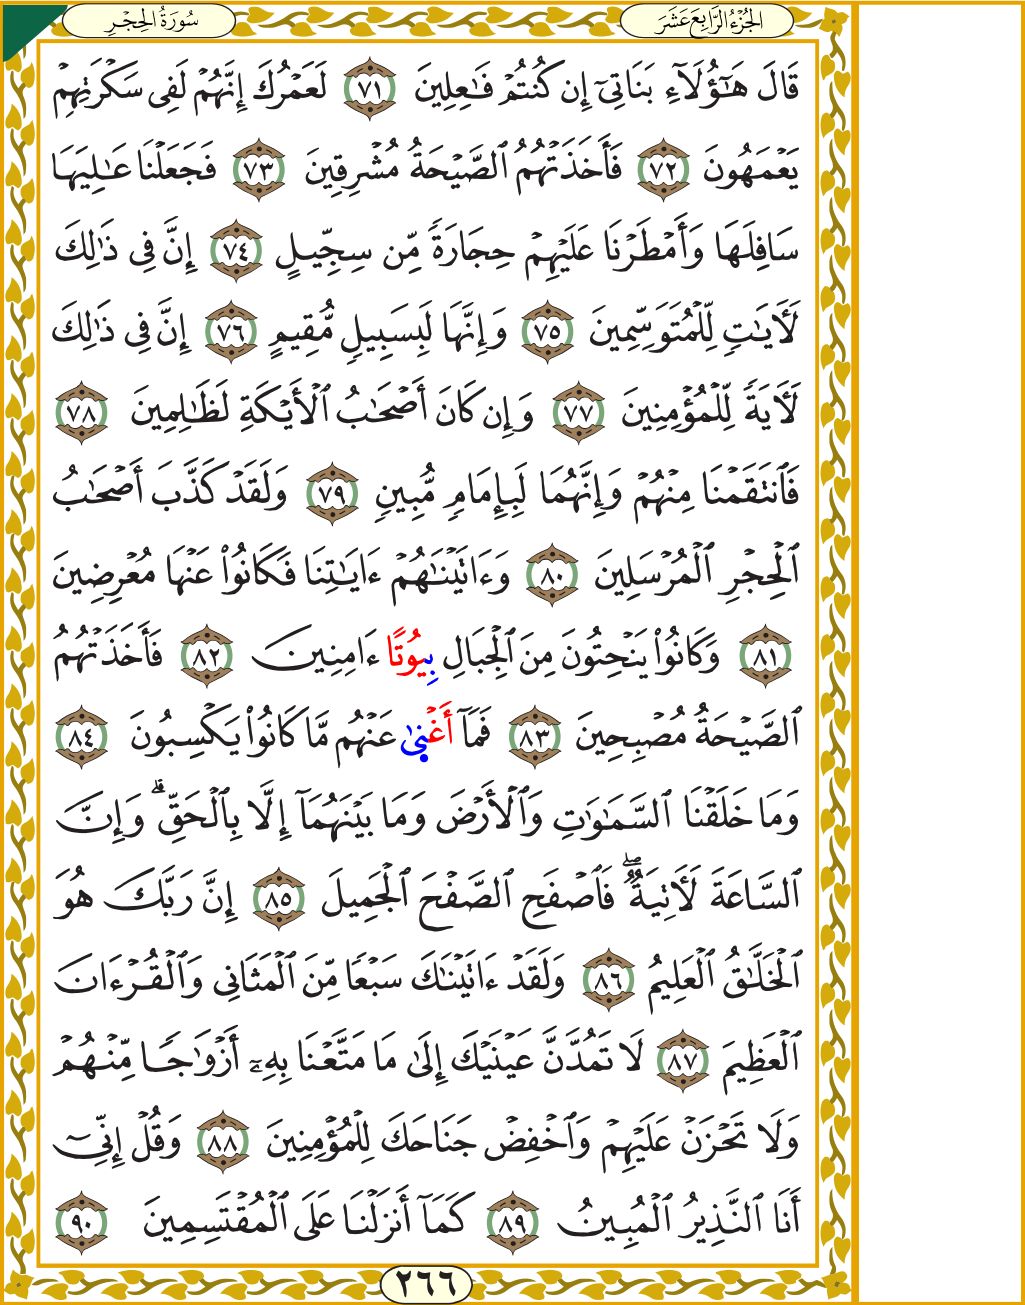 الجُزْءُ الرَّابِعَ عَشَرَ
سُورَةُ الحِجْرِ
قَالَ هَٰٓؤُلَآءِ بَنَاتِيٓ إِن كُنتُمْ فَٰعِلِينَ ٧١ لَعَمْرُكَ إِنَّهُمْ لَفِي سَكْرَتِهِمْ
يَعْمَهُونَ ٧٢ فَأَخَذَتْهُمُ ٱلصَّيْحَةُ مُشْرِقِينَ ٧٣ فَجَعَلْنَا عَٰلِيَهَا
سَافِلَهَا وَأَمْطَرْنَا عَلَيْهِمْ حِجَارَةً مِّن سِجِّيلٍ ٧٤ إِنَّ فِي ذَٰلِكَ
لَأٓيَٰتٍ لِّلْمُتَوَسِّمِينَ ٧٥ وَإِنَّهَا لَبِسَبِيلٍ مُّقِيمٍ ٧٦ إِنَّ فِي ذَٰلِكَ
لَأٓيَةً لِّلْمُؤْمِنِينَ ٧٧ وَإِن كَانَ أَصْحَٰبُ ٱلْأَيْكَةِ لَظَٰلِمِينَ ٧٨
فَٱنتَقَمْنَا مِنْهُمْ وَإِنَّهُمَا لَبِإِمَامٍ مُّبِينٍ ٧٩ وَلَقَدْ كَذَّبَ أَصْحَٰبُ
ٱلْحِجْرِ ٱلْمُرْسَلِينَ ٨٠ وَءَاتَيْنَٰهُمْ ءَايَٰتِنَا فَكَانُوا۟ عَنْهَا مُعْرِضِينَ
٨١ وَكَانُوا۟ يَنْحِتُونَ مِنَ ٱلْجِبَالِ بِيُوتًا ءَامِنِينَ ٨٢ فَأَخَذَتْهُمُ
ٱلصَّيْحَةُ مُصْبِحِينَ ٨٣ فَمَآ أَغْنَىٰ عَنْهُم مَّا كَانُوا۟ يَكْسِبُونَ ٨٤
وَمَا خَلَقْنَا ٱلسَّمَٰوَٰتِ وَٱلْأَرْضَ وَمَا بَيْنَهُمَآ إِلَّا بِٱلْحَقِّ ۗ وَإِنَّ
ٱلسَّاعَةَ لَأٓتِيَةٌ ۖ فَٱصْفَحِ ٱلصَّفْحَ ٱلْجَمِيلَ ٨٥ إِنَّ رَبَّكَ هُوَ
ٱلْخَلَّٰقُ ٱلْعَلِيمُ ٨٦ وَلَقَدْ ءَاتَيْنَٰكَ سَبْعًا مِّنَ ٱلْمَثَانِي وَٱلْقُرْءَانَ
ٱلْعَظِيمَ ٨٧ لَا تَمُدَّنَّ عَيْنَيْكَ إِلَىٰ مَا مَتَّعْنَا بِهِۦٓ أَزْوَٰجًا مِّنْهُمْ
وَلَا تَحْزَنْ عَلَيْهِمْ وَٱخْفِضْ جَنَاحَكَ لِلْمُؤْمِنِينَ ٨٨ وَقُلْ إِنِّيٓ
أَنَا ٱلنَّذِيرُ ٱلْمُبِينُ ٨٩ كَمَآ أَنزَلْنَا عَلَى ٱلْمُقْتَسِمِينَ ٩٠
٢٦٦